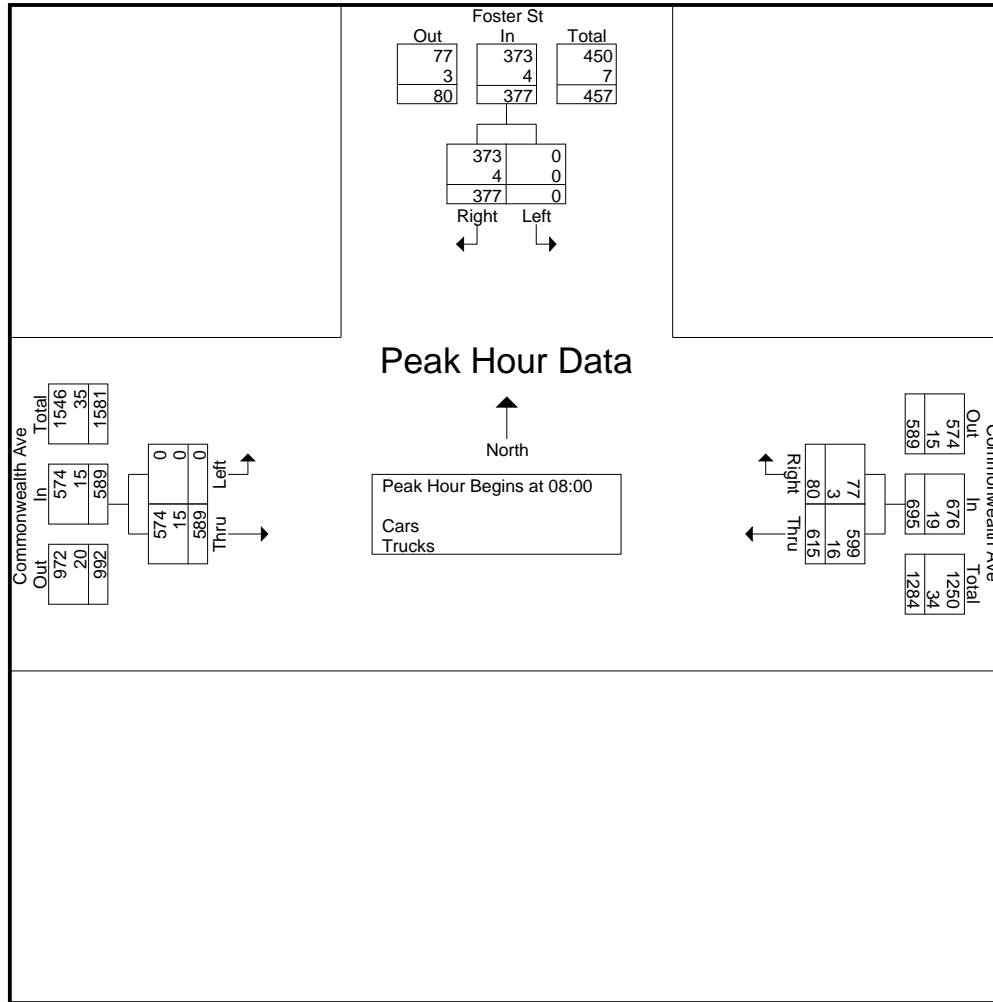 Foster St
Out In Total
77 373 450
3 4 7
80 377 457
373 0
4 0
377 0
Right Left
Peak Hour Data
North
Peak Hour Begins at 08:00
Cars
Trucks
Commonwealth Ave
Total In Out
1546 574 972
35 15 20
1581 589 992
0 574
0 15
0 589
Left Thru
Commonwealth Ave
Out In Total
574 676 1250
15 19 34
589 695 1284
77 599
3 16
80 615
Right Thru